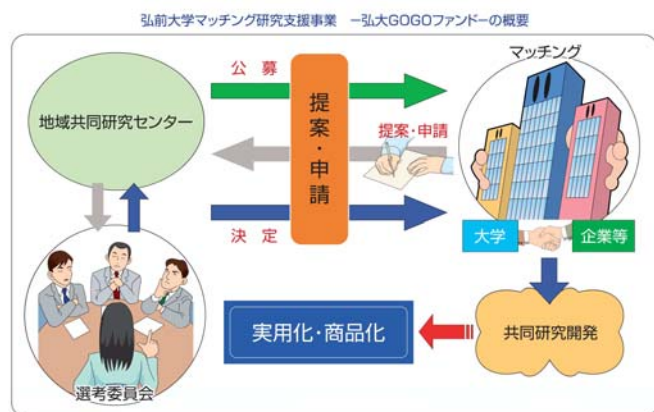 弘前大学マッチング研究支援事業 －弘大GOGOファンド－の概要
マッチング
公 募
地域共同研究センター
提案・申請
提案・申請
決 定
大学
企業等
選考委員会
実用化・商品化
共同研究開発